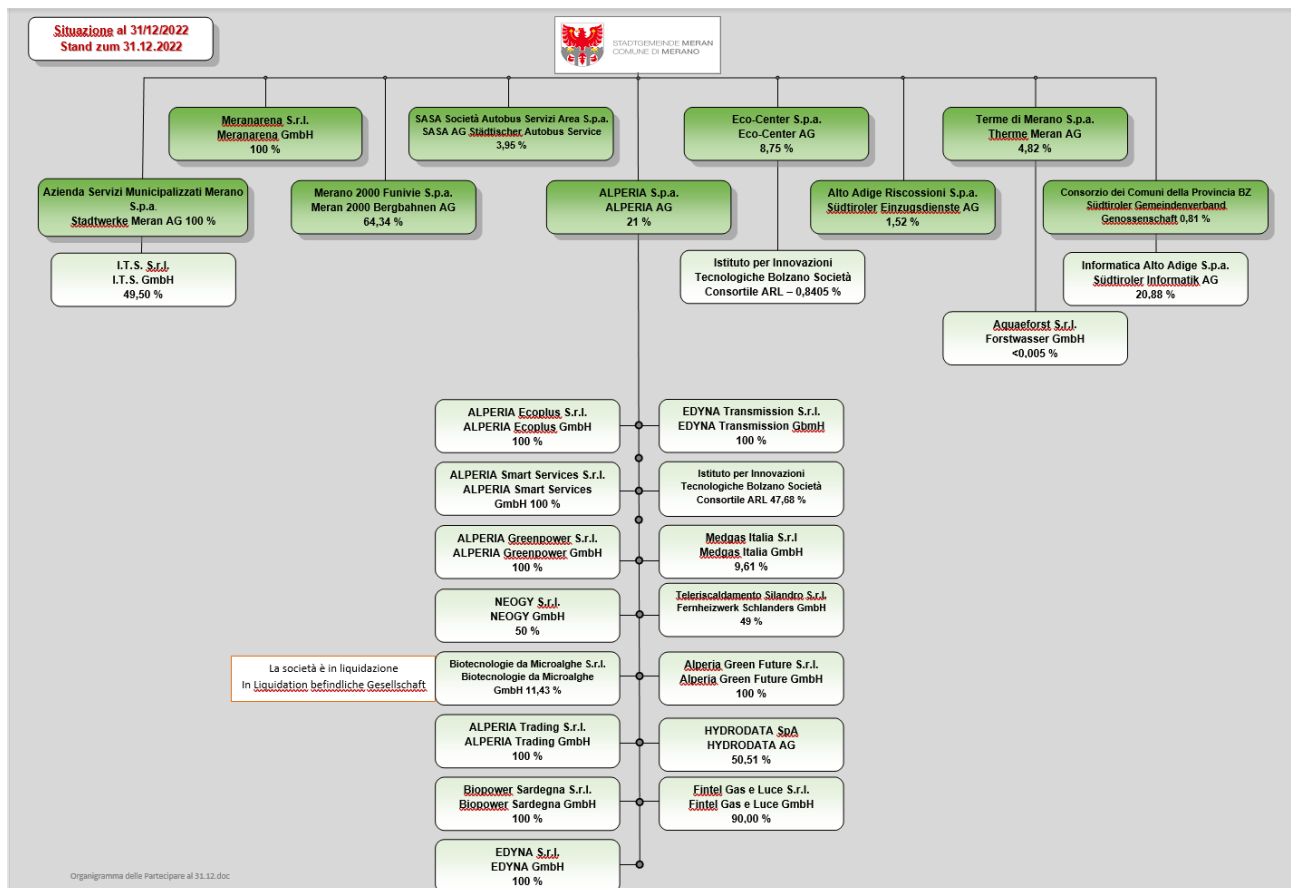 Situazione al 31/12/2022
Stand zum 31.12.2022
STADTGEMEINDE MERAN
COMUNE DI MERANO
Meranarena S.r.l.
Meranarena GmbH
100 %
SASA Società Autobus Servizi Area S.p.a.
SASA AG Städtischer Autobus Service
3,95 %
Eco-Center S.p.a.
Eco-Center AG
8,75 %
Terme di Merano S.p.a.
Therme Meran AG
4,82 %
Azienda Servizi Municipalizzati Merano
S.p.a.
Stadtwerke Meran AG 100 %
Merano 2000 Funivie S.p.a.
Meran 2000 Bergbahnen AG
64,34 %
ALPERIA S.p.a.
ALPERIA AG
21 %
Alto Adige Riscossioni S.p.a.
Südtiroler Einzugsdienste AG
1,52 %
Consorzio dei Comuni della Provincia BZ
Südtiroler Gemeindenverband
Genossenschaft 0,81 %
I.T.S. S.r.l.
I.T.S. GmbH
49,50 %
Istituto per Innovazioni
Tecnologiche Bolzano Società
Consortile ARL – 0,8405 %
Informatica Alto Adige S.p.a.
Südtiroler Informatik AG
20,88 %
Aquaeforst S.r.l.
Forstwasser GmbH
<0,005 %
ALPERIA Ecoplus S.r.l.
ALPERIA Ecoplus GmbH
100 %
EDYNA Transmission S.r.l.
EDYNA Transmission GbmH
100 %
ALPERIA Smart Services S.r.l.
ALPERIA Smart Services
GmbH 100 %
Istituto per Innovazioni
Tecnologiche Bolzano Società
Consortile ARL 47,68 %
ALPERIA Greenpower S.r.l.
ALPERIA Greenpower GmbH
100 %
Medgas Italia S.r.l
Medgas Italia GmbH
9,61 %
NEOGY S.r.l.
NEOGY GmbH
50 %
Teleriscaldamento Silandro S.r.l.
Fernheizwerk Schlanders GmbH
49 %
La società è in liquidazione
In Liquidation befindliche Gesellschaft
Biotecnologie da Microalghe S.r.l.
Biotecnologie da Microalghe
GmbH 11,43 %
Alperia Green Future S.r.l.
Alperia Green Future GmbH
100 %
ALPERIA Trading S.r.l.
ALPERIA Trading GmbH
100 %
HYDRODATA SpA
HYDRODATA AG
50,51 %
Biopower Sardegna S.r.l.
Biopower Sardegna GmbH
100 %
Fintel Gas e Luce S.r.l.
Fintel Gas e Luce GmbH
90,00 %
EDYNA S.r.l.
EDYNA GmbH
100 %
Organigramma delle Partecipare al 31.12.doc